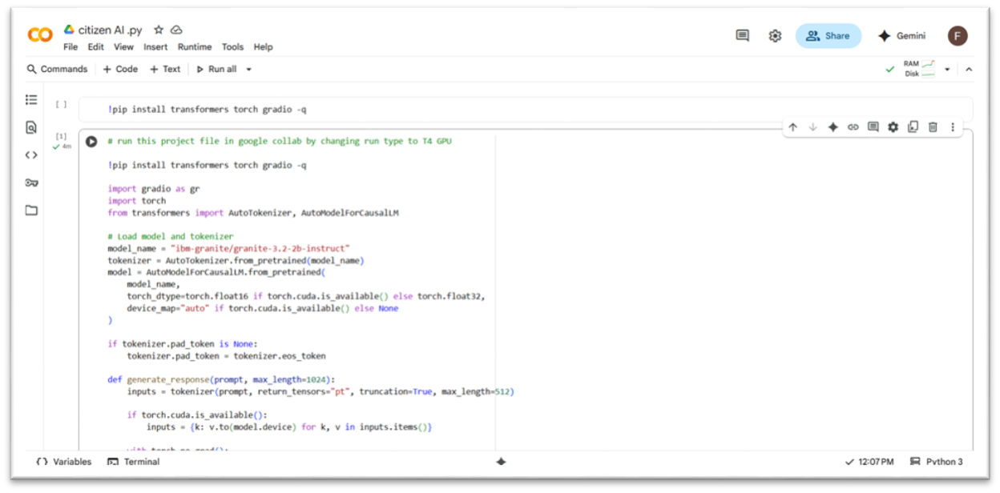 citizen AI .py
File Edit View Insert Runtime Tools Help
Share
Gemini
F
Commands + Code + Text Run all
RAM
Disk
[ ] !pip install transformers torch gradio -q
[1]
4m
# run this project file in google collab by changing run type to T4 GPU
!pip install transformers torch gradio -q
import gradio as gr
import torch
from transformers import AutoTokenizer, AutoModelForCausalLM
# Load model and tokenizer
model_name = "ibm-granite/granite-3.2-2b-instruct"
tokenizer = AutoTokenizer.from_pretrained(model_name)
model = AutoModelForCausalLM.from_pretrained(
model_name,
torch_dtype=torch.float16 if torch.cuda.is_available() else torch.float32,
device_map="auto" if torch.cuda.is_available() else None
)
if tokenizer.pad_token is None:
tokenizer.pad_token = tokenizer.eos_token
def generate_response(prompt, max_length=1024):
inputs = tokenizer(prompt, return_tensors="pt", truncation=True, max_length=512)
if torch.cuda.is_available():
inputs = {k: v.to(model.device) for k, v in inputs.items()}
with torch.no_grad():
Variables Terminal
12:07 PM Python 3